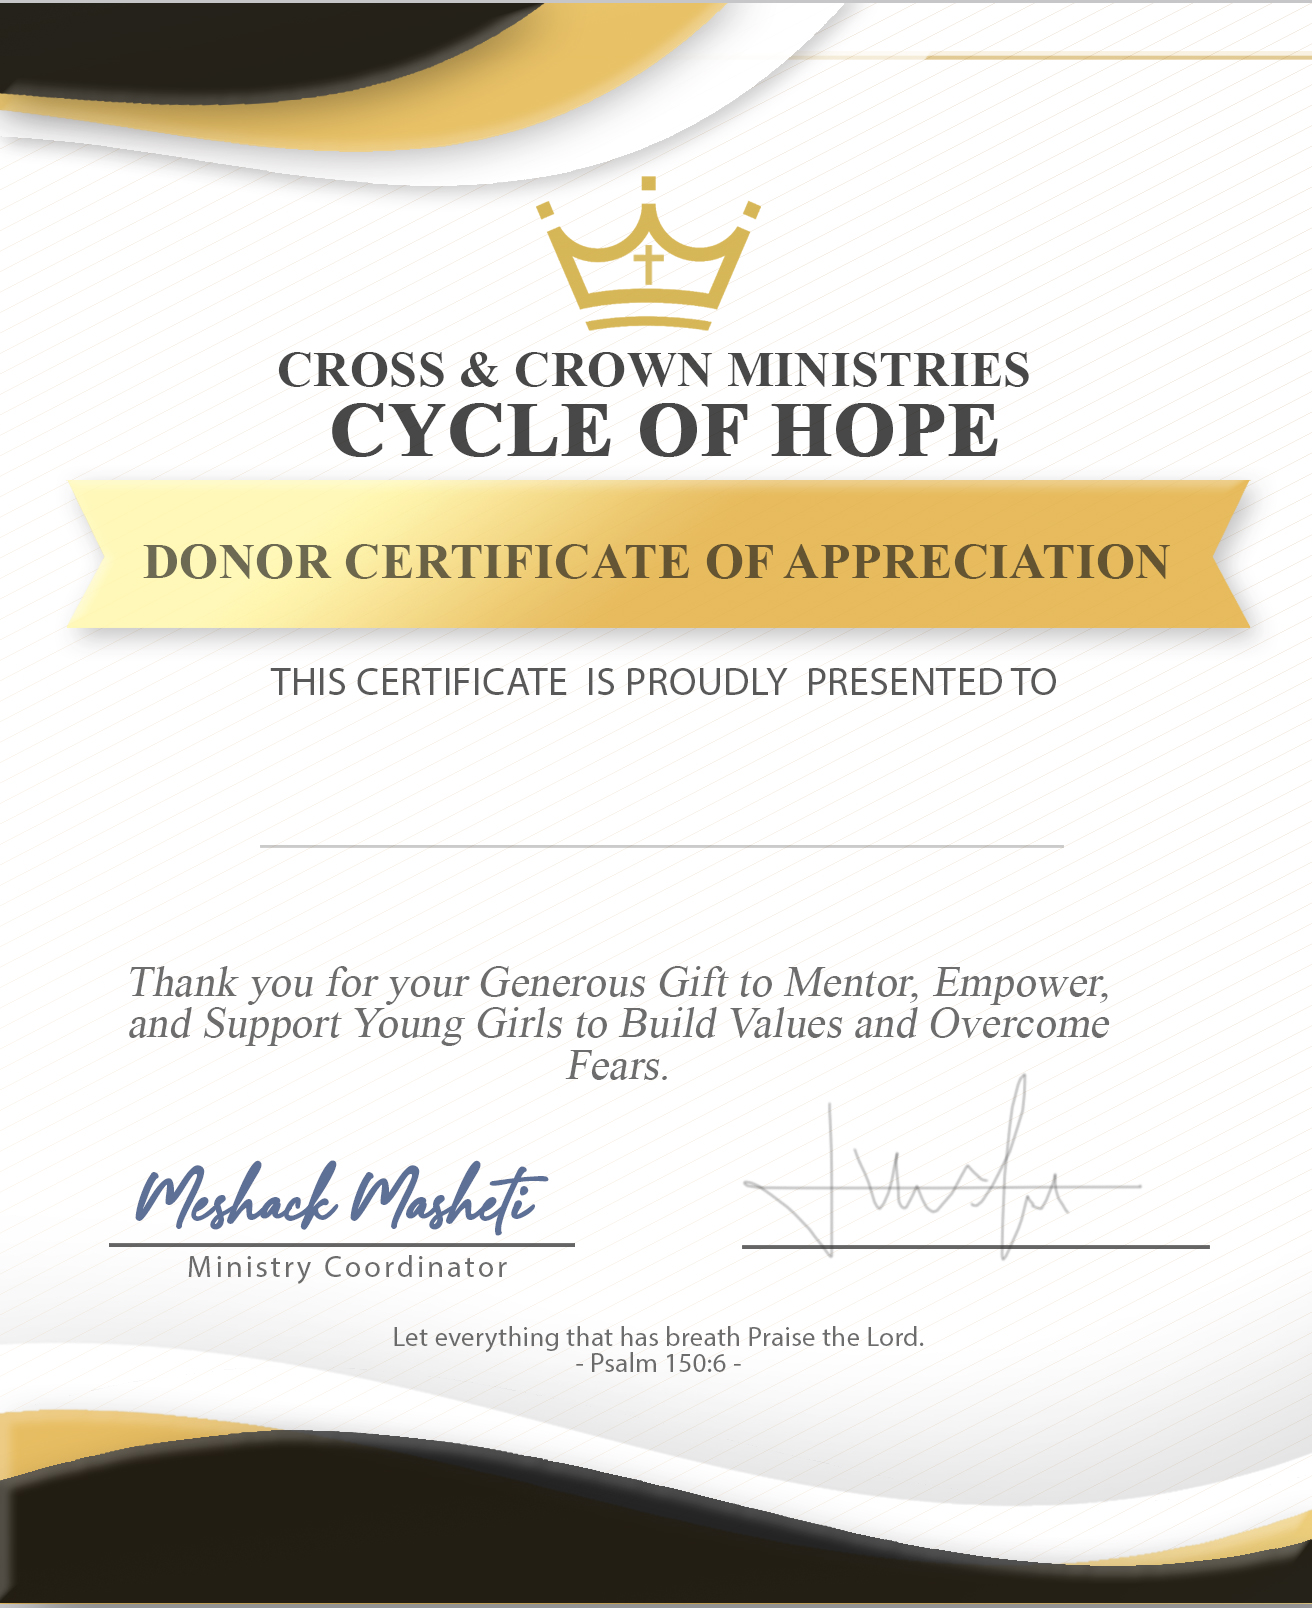 CROSS & CROWN MINISTRIES
CYCLE OF HOPE
DONOR CERTIFICATE OF APPRECIATION
THIS CERTIFICATE IS PROUDLY PRESENTED TO
Thank you for your Generous Gift to Mentor, Empower,
and Support Young Girls to Build Values and Overcome
Fears.
Meshack Masheti
Ministry Coordinator
Let everything that has breath Praise the Lord.
- Psalm 150:6 -